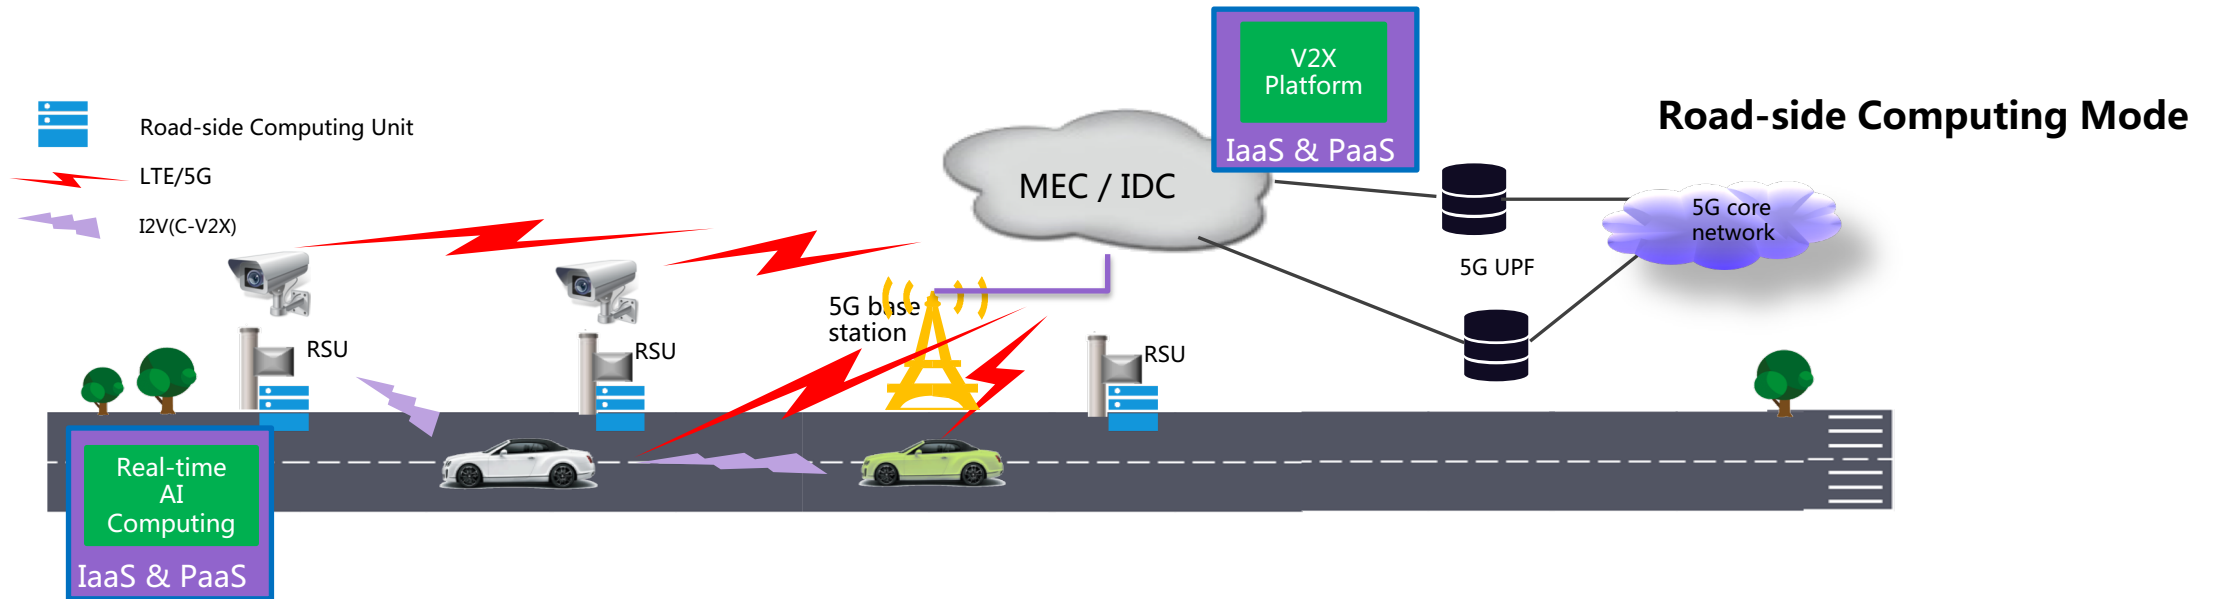 V2X
Platform
IaaS & PaaS
Road-side Computing Mode
Road-side Computing Unit
LTE/5G
I2V(C-V2X)
MEC / IDC
5G core
network
5G UPF
5G base
station
RSU
RSU
RSU
Real-time
AI
Computing
IaaS & PaaS